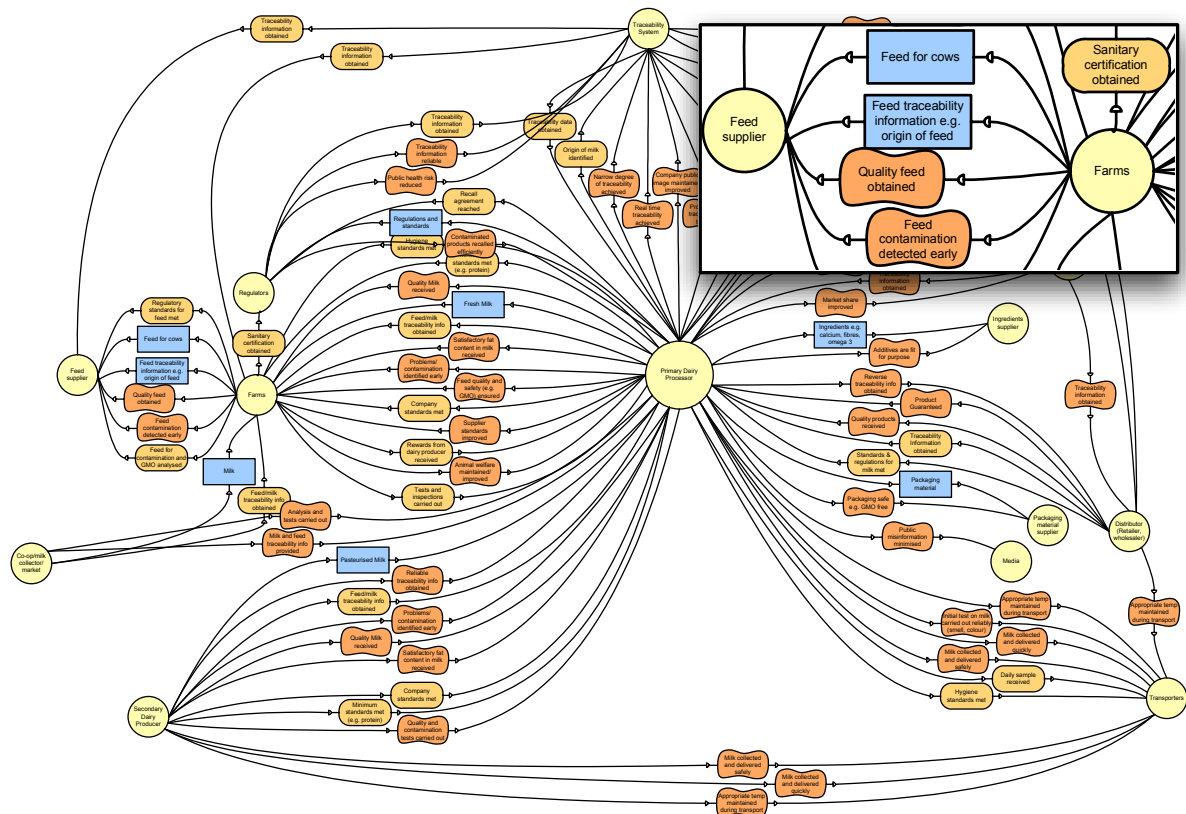 Traceability
information
obtained
Traceability
System
Traceability
information
obtained
Feed for cows
Sanitary
certification
obtained
Feed
supplier
Feed traceability
information e.g.
origin of feed
Farms
Quality feed
obtained
Feed
contamination
detected early
Traceability
information
obtained
Traceability data
obtained
Traceability
information
reliable
Origin of milk
identified
Public health risk
reduced
Narrow degree
of traceability
achieved
Company public
image maintained/
improved
Recall
agreement
reached
Real time
traceability
achieved
Regulations and
standards
Hygiene
standards met
Contaminated
products recalled
efficiently
standards met
(e.g. protein)
Regulators
Quality Milk
received
Fresh Milk
Feed/milk
traceability info
obtained
Sanitary
certification
obtained
Satisfactory fat
content in milk
received
Problems/
contamination
identified early
Feed quality and
safety (e.g.
GMO) ensured
Company
standards met
Supplier
standards
improved
Rewards from
dairy producer
received
Animal welfare
maintained/
improved
Tests and
inspections
carried out
Regulatory
standards for
feed met
Feed for cows
Feed
supplier
Feed traceability
information e.g.
origin of feed
Quality feed
obtained
Feed
contamination
detected early
Feed for
contamination and
GMO analysed
Farms
Milk
Feed/milk
traceability info
obtained
Analysis and
tests carried out
Milk and feed
traceability info
provided
Co-op/milk
collector/
market
Primary Dairy
Processor
information
obtained
Market share
improved
Ingredients e.g.
calcium, fibres,
omega 3
Ingredients
supplier
Additives are fit
for purpose
Reverse
traceability info
obtained
Product
Guaranteed
Quality products
received
Traceability
Information
obtained
Standards &
regulations for
milk met
Packaging
material
Packaging safe
e.g. GMO free
Public
misinformation
minimised
Traceability
information
obtained
Packaging
material
supplier
Distributor
(Retailer,
wholesaler)
Media
Pasteurised Milk
Reliable
traceability info
obtained
Feed/milk
traceability info
obtained
Problems/
contamination
identified early
Quality Milk
received
Satisfactory fat
content in milk
received
Company
standards met
Minimum
standards met
(e.g. protein)
Quality and
contamination
tests carried out
Secondary
Dairy
Producer
Appropriate temp
maintained
during transport
Initial test on milk
carried out reliably
(smell, colour)
Milk collected
and delivered
quickly
Milk collected
and delivered
safely
Daily sample
received
Hygiene
standards met
Appropriate temp
maintained
during transport
Transporters
Milk collected
and delivered
safely
Milk collected
and delivered
quickly
Appropriate temp
maintained
during transport